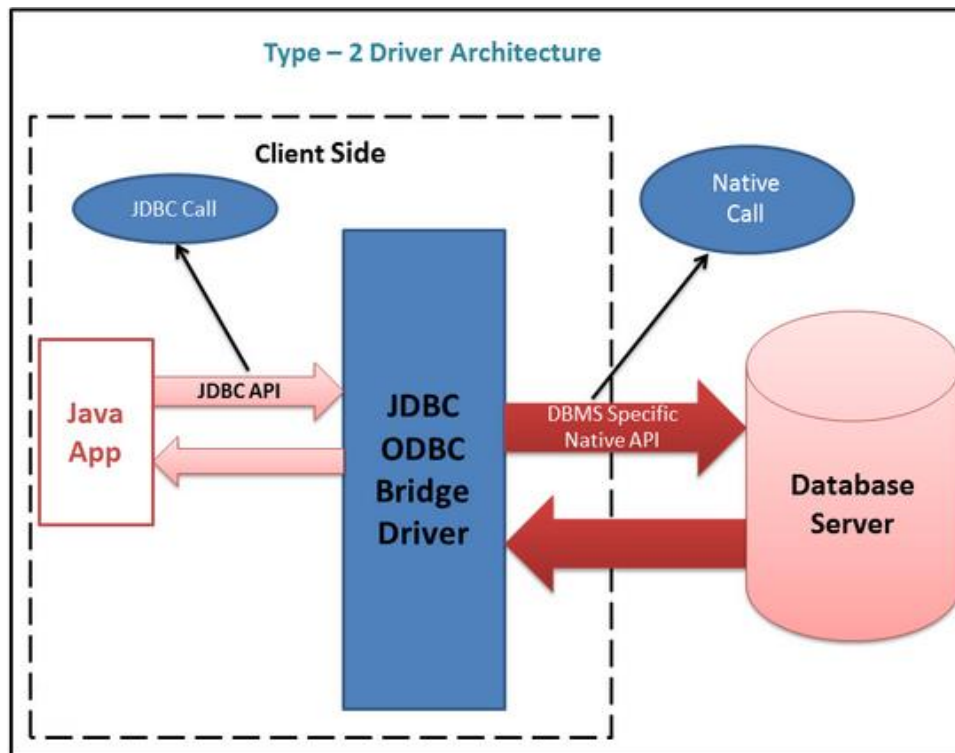 Type – 2 Driver Architecture
Client Side
JDBC Call
Native
Call
Java
App
JDBC API
JDBC
ODBC
Bridge
Driver
DBMS Specific
Native API
Database
Server